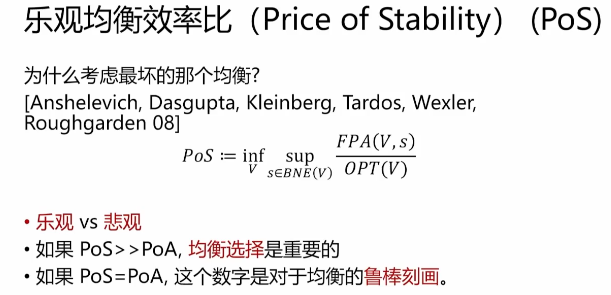 乐观均衡效率比（Price of Stability） (PoS)
为什么考虑最坏的那个均衡?
[Anshelevich, Dasgupta, Kleinberg, Tardos, Wexler,
Roughgarden 08]
PoS ≔ inf_V sup_{s∈BNE(V)} FPA(V, s) / OPT(V)
• 乐观 vs 悲观
• 如果 PoS>>PoA, 均衡选择是重要的
• 如果 PoS=PoA, 这个数字是对于均衡的鲁棒刻画。